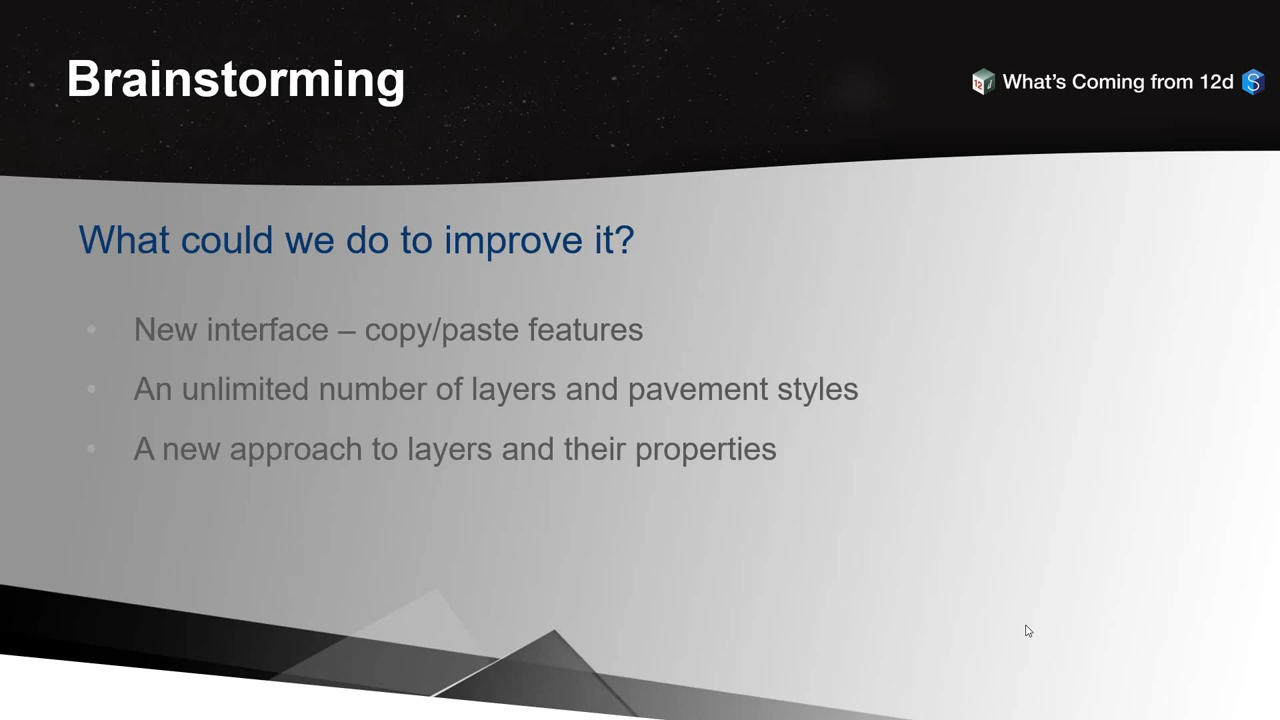 Brainstorming
What's Coming from 12d
What could we do to improve it?
• New interface – copy/paste features
• An unlimited number of layers and pavement styles
• A new approach to layers and their properties